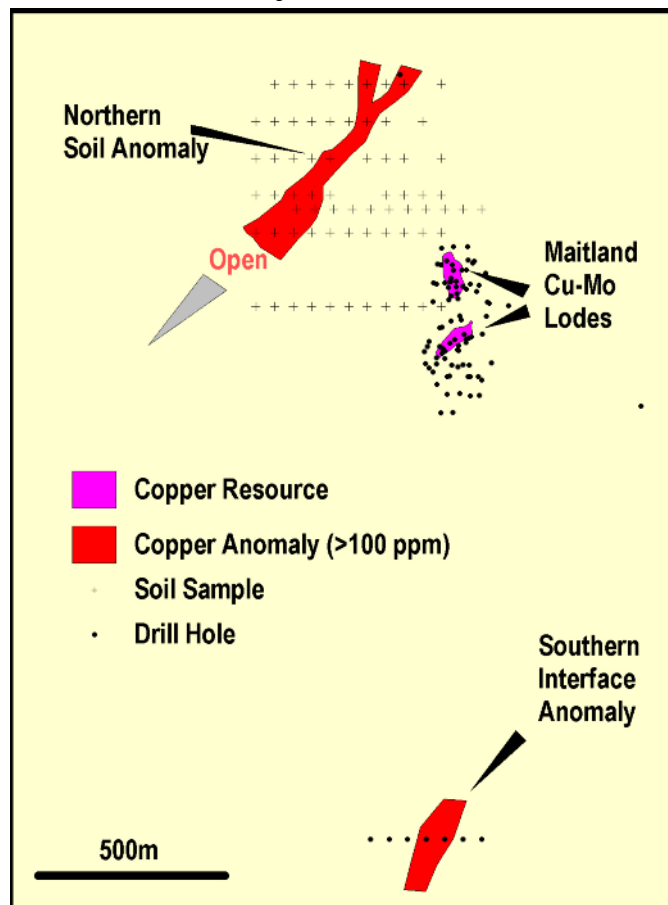 Northern
Soil Anomaly
Open
Maitland
Cu-Mo
Lodes
Copper Resource
Copper Anomaly (>100 ppm)
Soil Sample
Drill Hole
Southern
Interface
Anomaly
500m